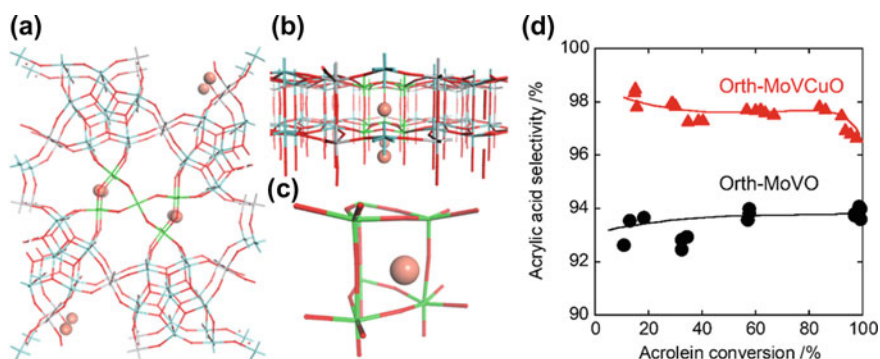 (a)
(b)
(c)
(d)
100
98
96
94
92
90
Acrylic acid selectivity /%
Orth-MoVCuO
Orth-MoVO
0 20 40 60 80 100
Acrolein conversion /%